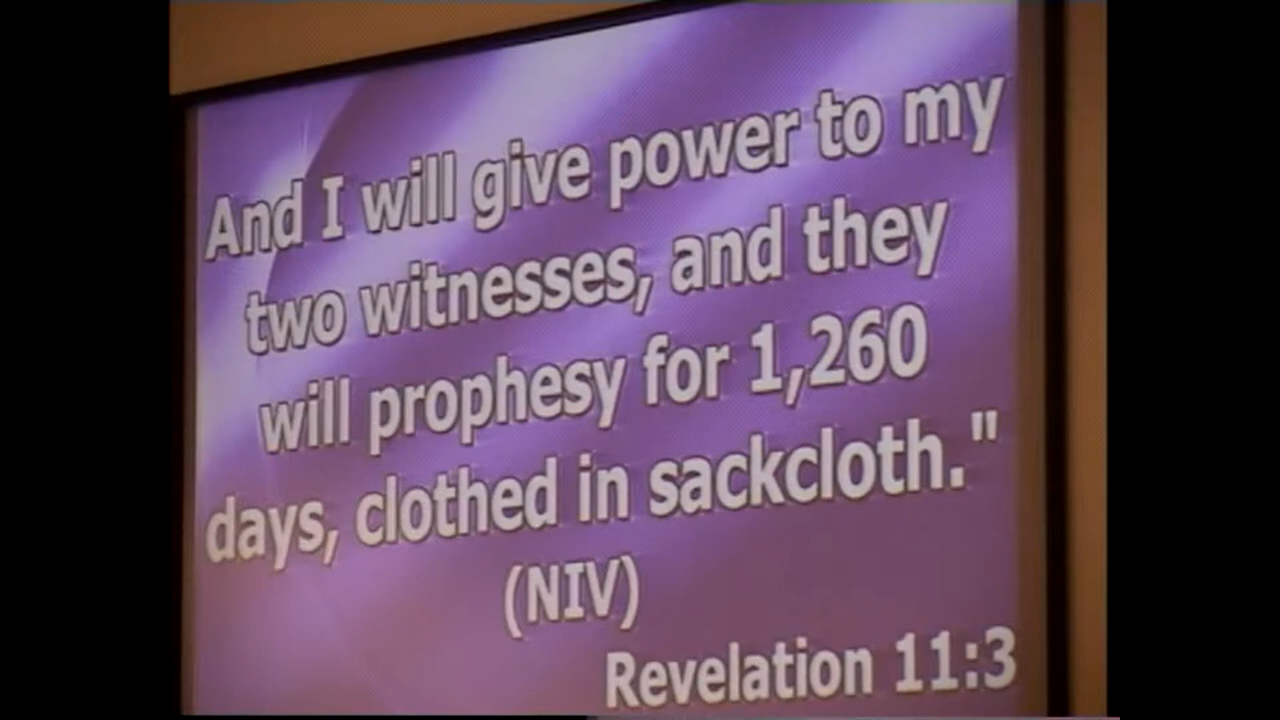 And I will give power to my
two witnesses, and they
will prophesy for 1,260
days, clothed in sackcloth."
(NIV)
Revelation 11:3